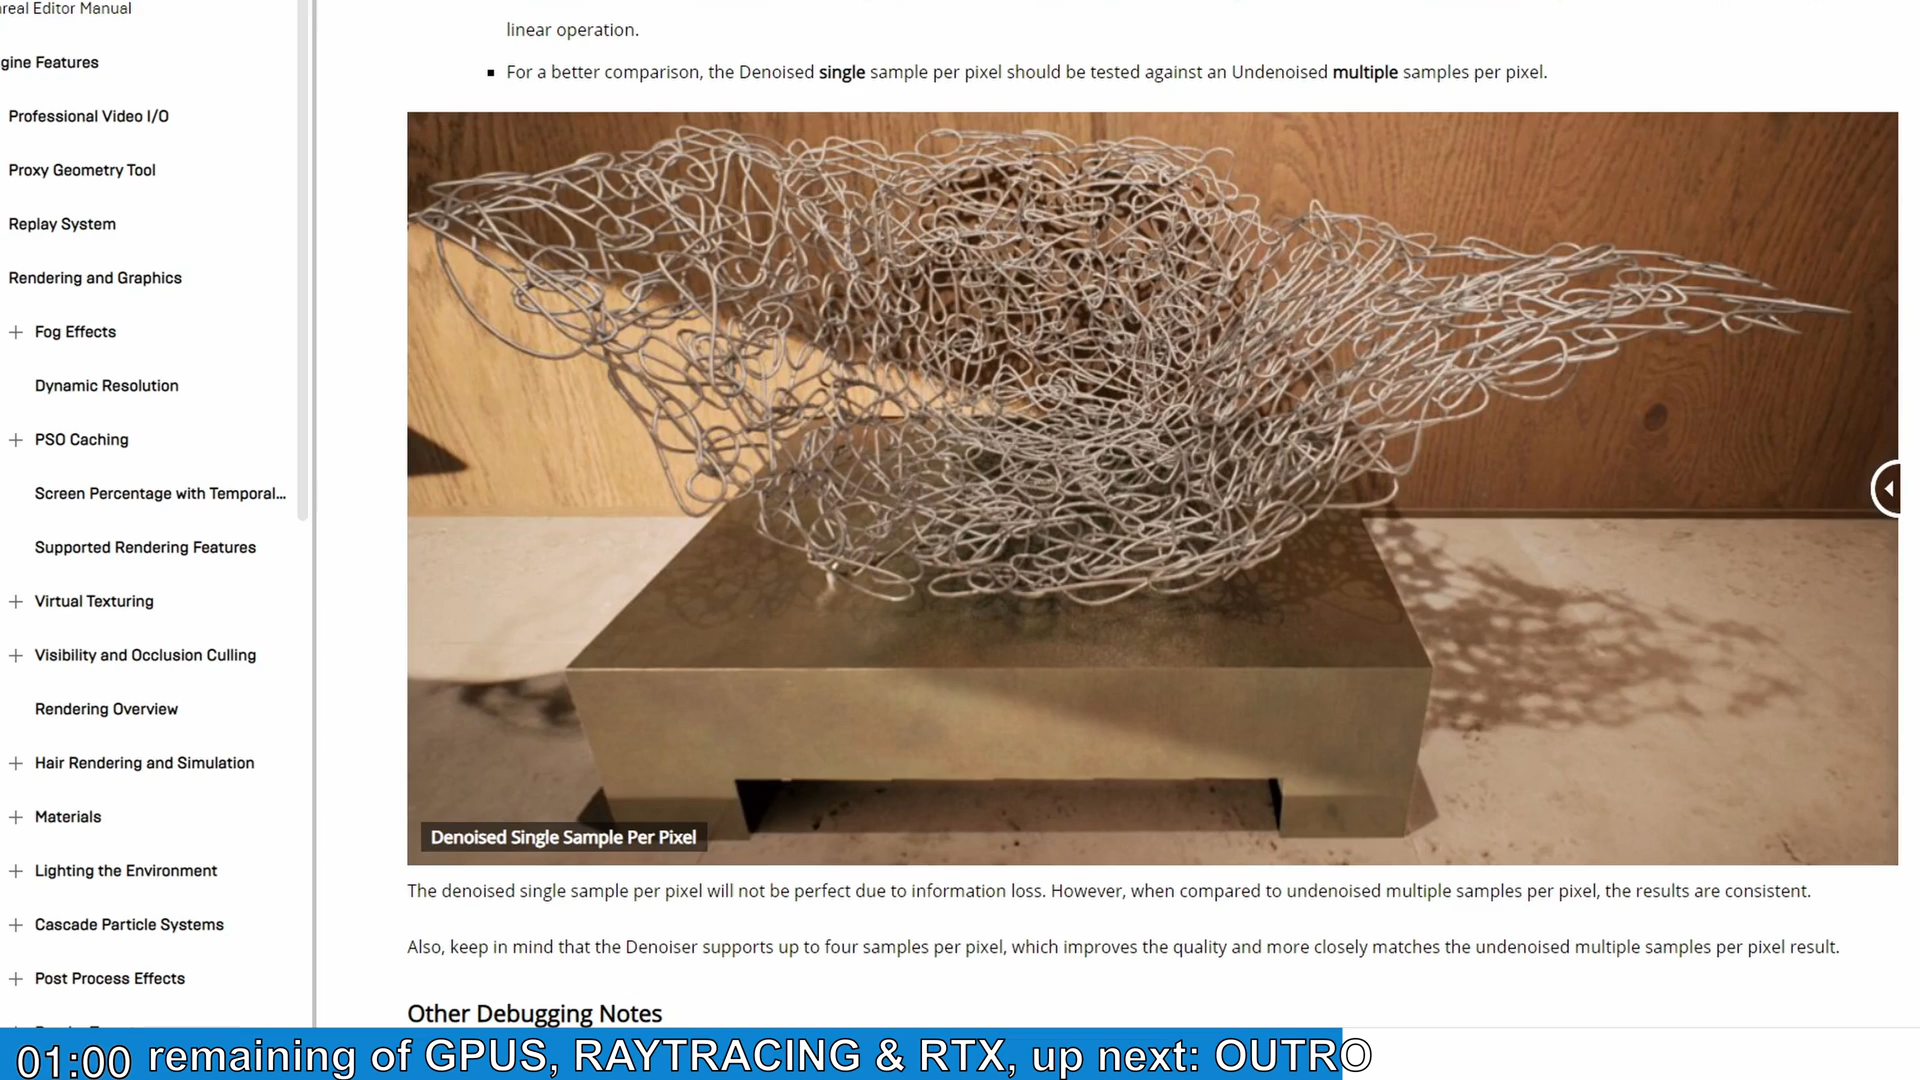 real Editor Manual
gine Features
Professional Video I/O
Proxy Geometry Tool
Replay System
Rendering and Graphics
Fog Effects
Dynamic Resolution
PSO Caching
Screen Percentage with Temporal...
Supported Rendering Features
Virtual Texturing
Visibility and Occlusion Culling
Rendering Overview
Hair Rendering and Simulation
Materials
Lighting the Environment
Cascade Particle Systems
Post Process Effects
linear operation.
For a better comparison, the Denoised single sample per pixel should be tested against an Undenoised multiple samples per pixel.
Denoised Single Sample Per Pixel
The denoised single sample per pixel will not be perfect due to information loss. However, when compared to undenoised multiple samples per pixel, the results are consistent.
Also, keep in mind that the Denoiser supports up to four samples per pixel, which improves the quality and more closely matches the undenoised multiple samples per pixel result.
Other Debugging Notes
01:00 remaining of GPUS, RAYTRACING & RTX, up next: OUTRO